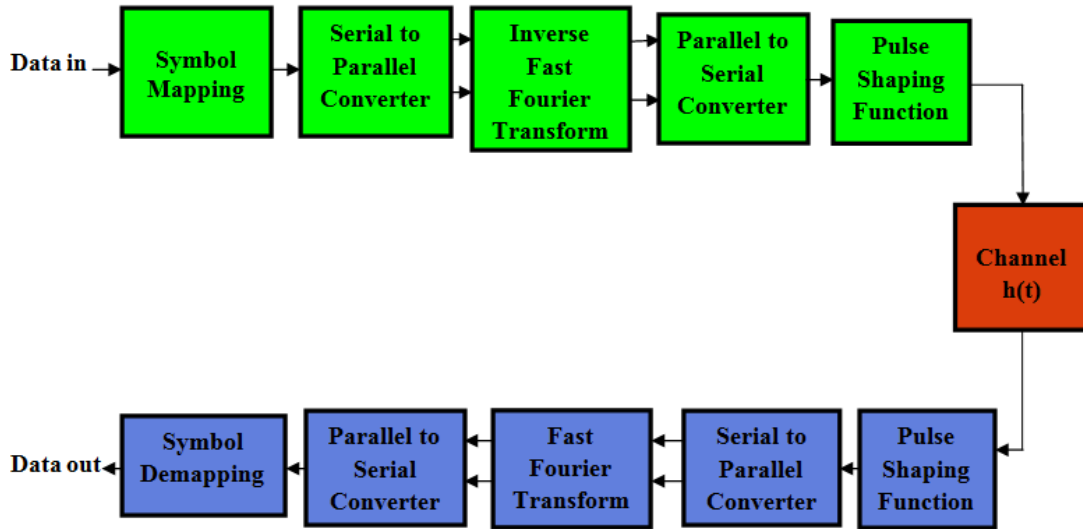 Data in
Symbol
Mapping
Serial to
Parallel
Converter
Inverse
Fast
Fourier
Transform
Parallel to
Serial
Converter
Pulse
Shaping
Function
Channel
h(t)
Data out
Symbol
Demapping
Parallel to
Serial
Converter
Fast
Fourier
Transform
Serial to
Parallel
Converter
Pulse
Shaping
Function